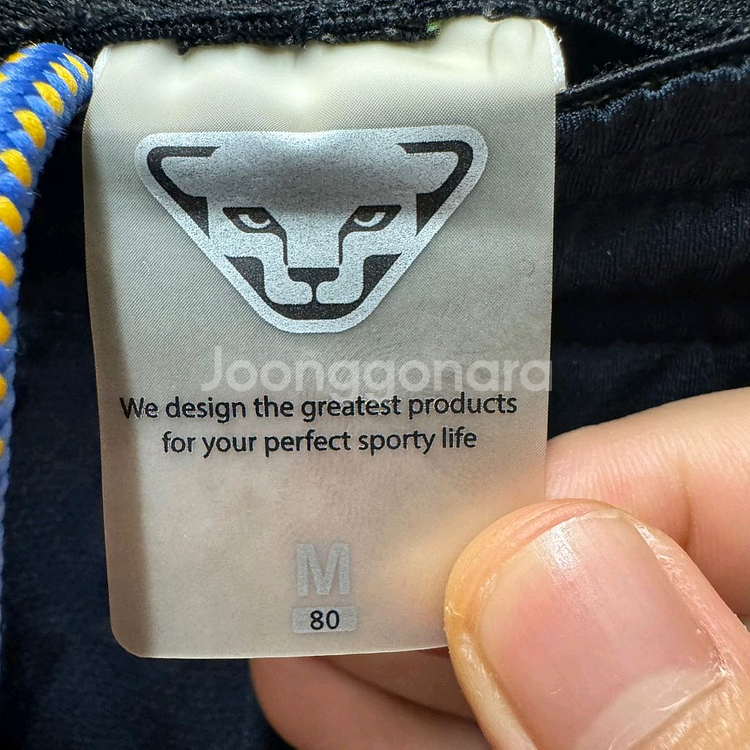 Joonggonara
We design the greatest products
for your perfect sporty life
M
80